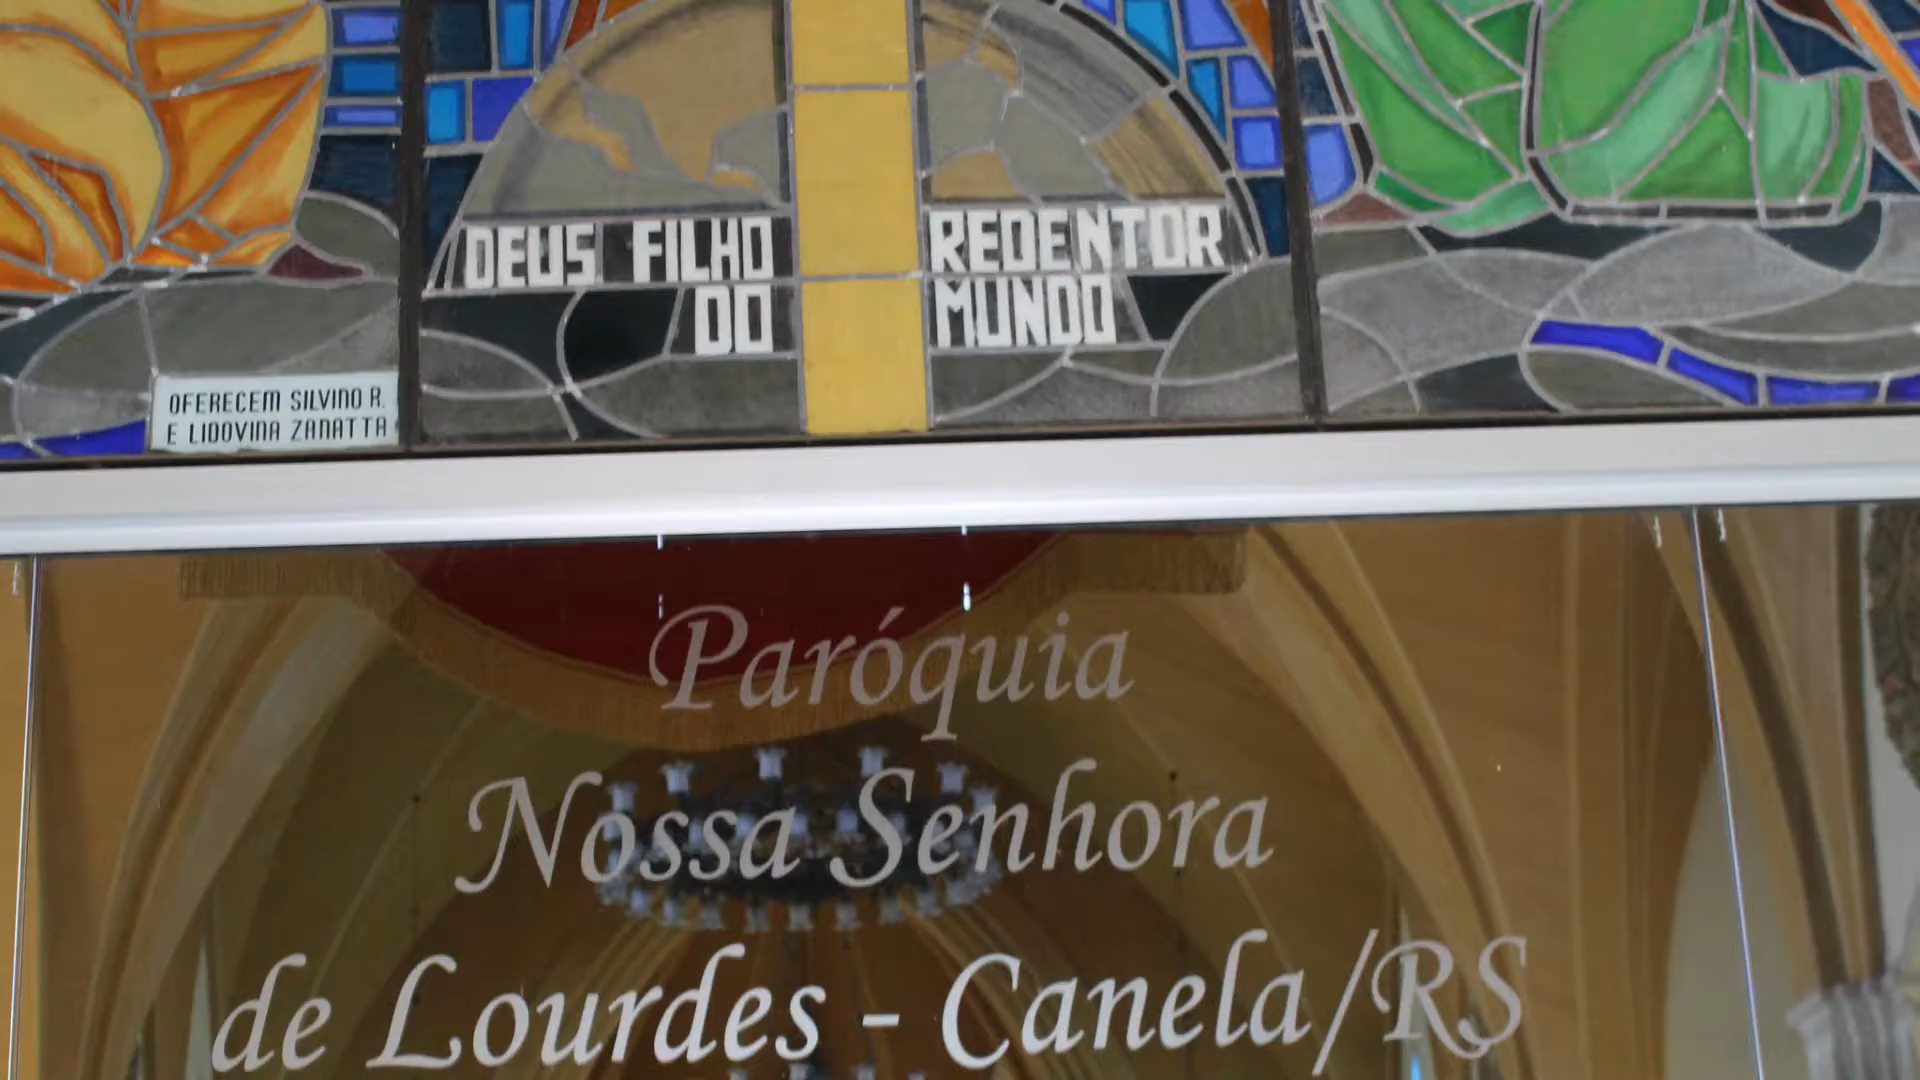 DEUS FILHO REDENTOR
DO MUNDO
OFERECEM SILVINO R.
E LIDOVINA ZANATTA
Paróquia
Nossa Senhora
de Lourdes - Canela/RS